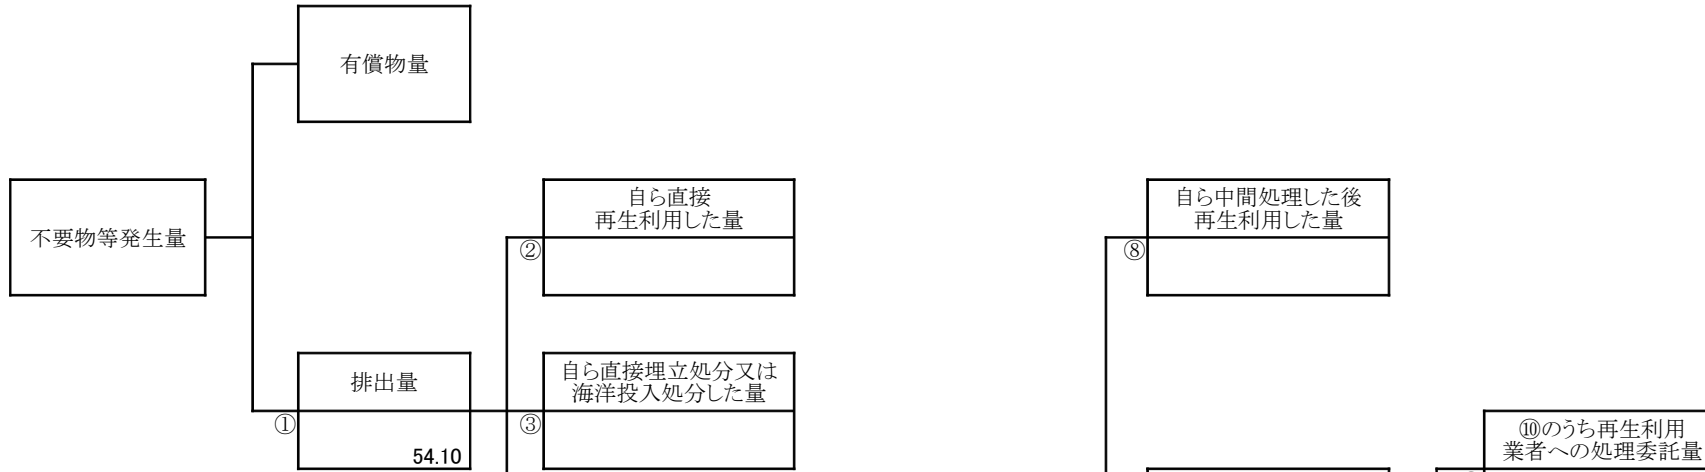 有償物量
不要物等発生量
自ら直接
再生利用した量
②
自ら中間処理した後
再生利用した量
⑧
排出量
①
54.10
自ら直接埋立処分又は
海洋投入処分した量
③
⑩のうち再生利用
業者への処理委託量